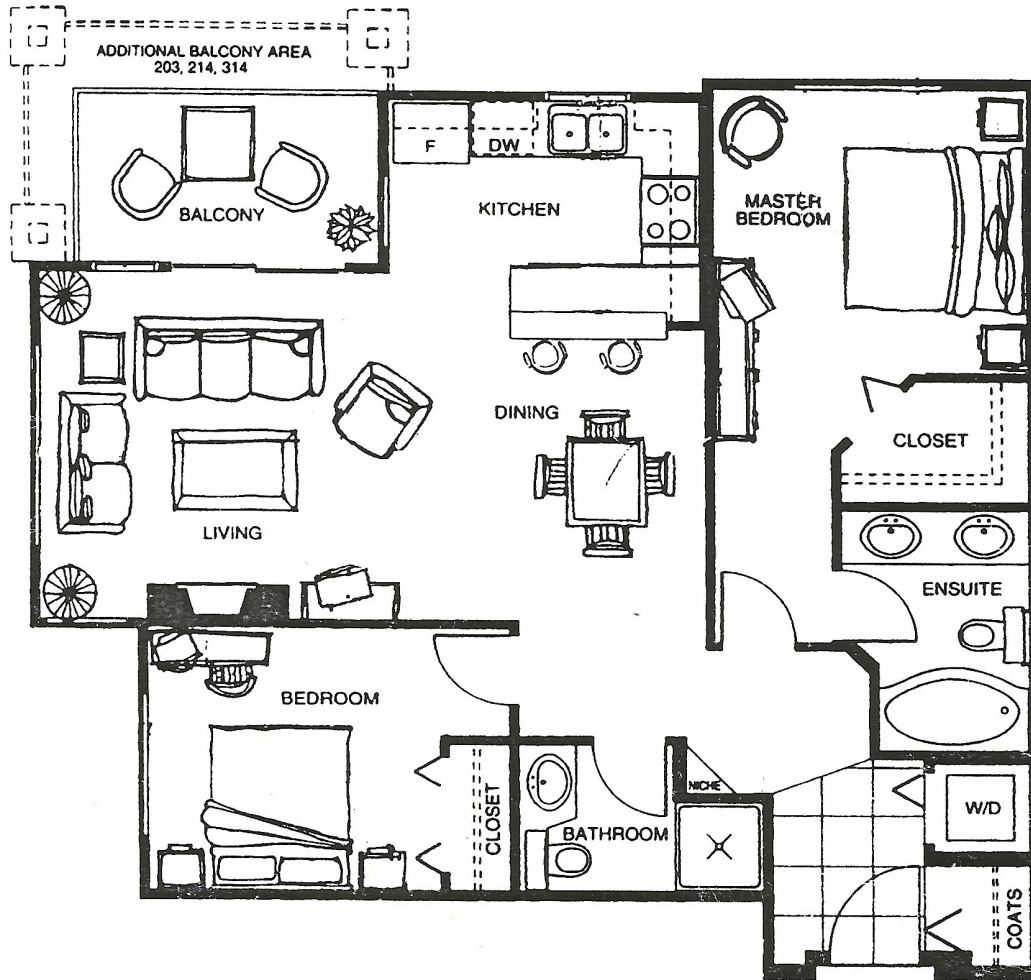 ADDITIONAL BALCONY AREA
203, 214, 314
F
DW
BALCONY
KITCHEN
MASTER
BEDROOM
DINING
CLOSET
LIVING
ENSUITE
BEDROOM
NICHE
W/D
CLOSET
BATHROOM
COATS